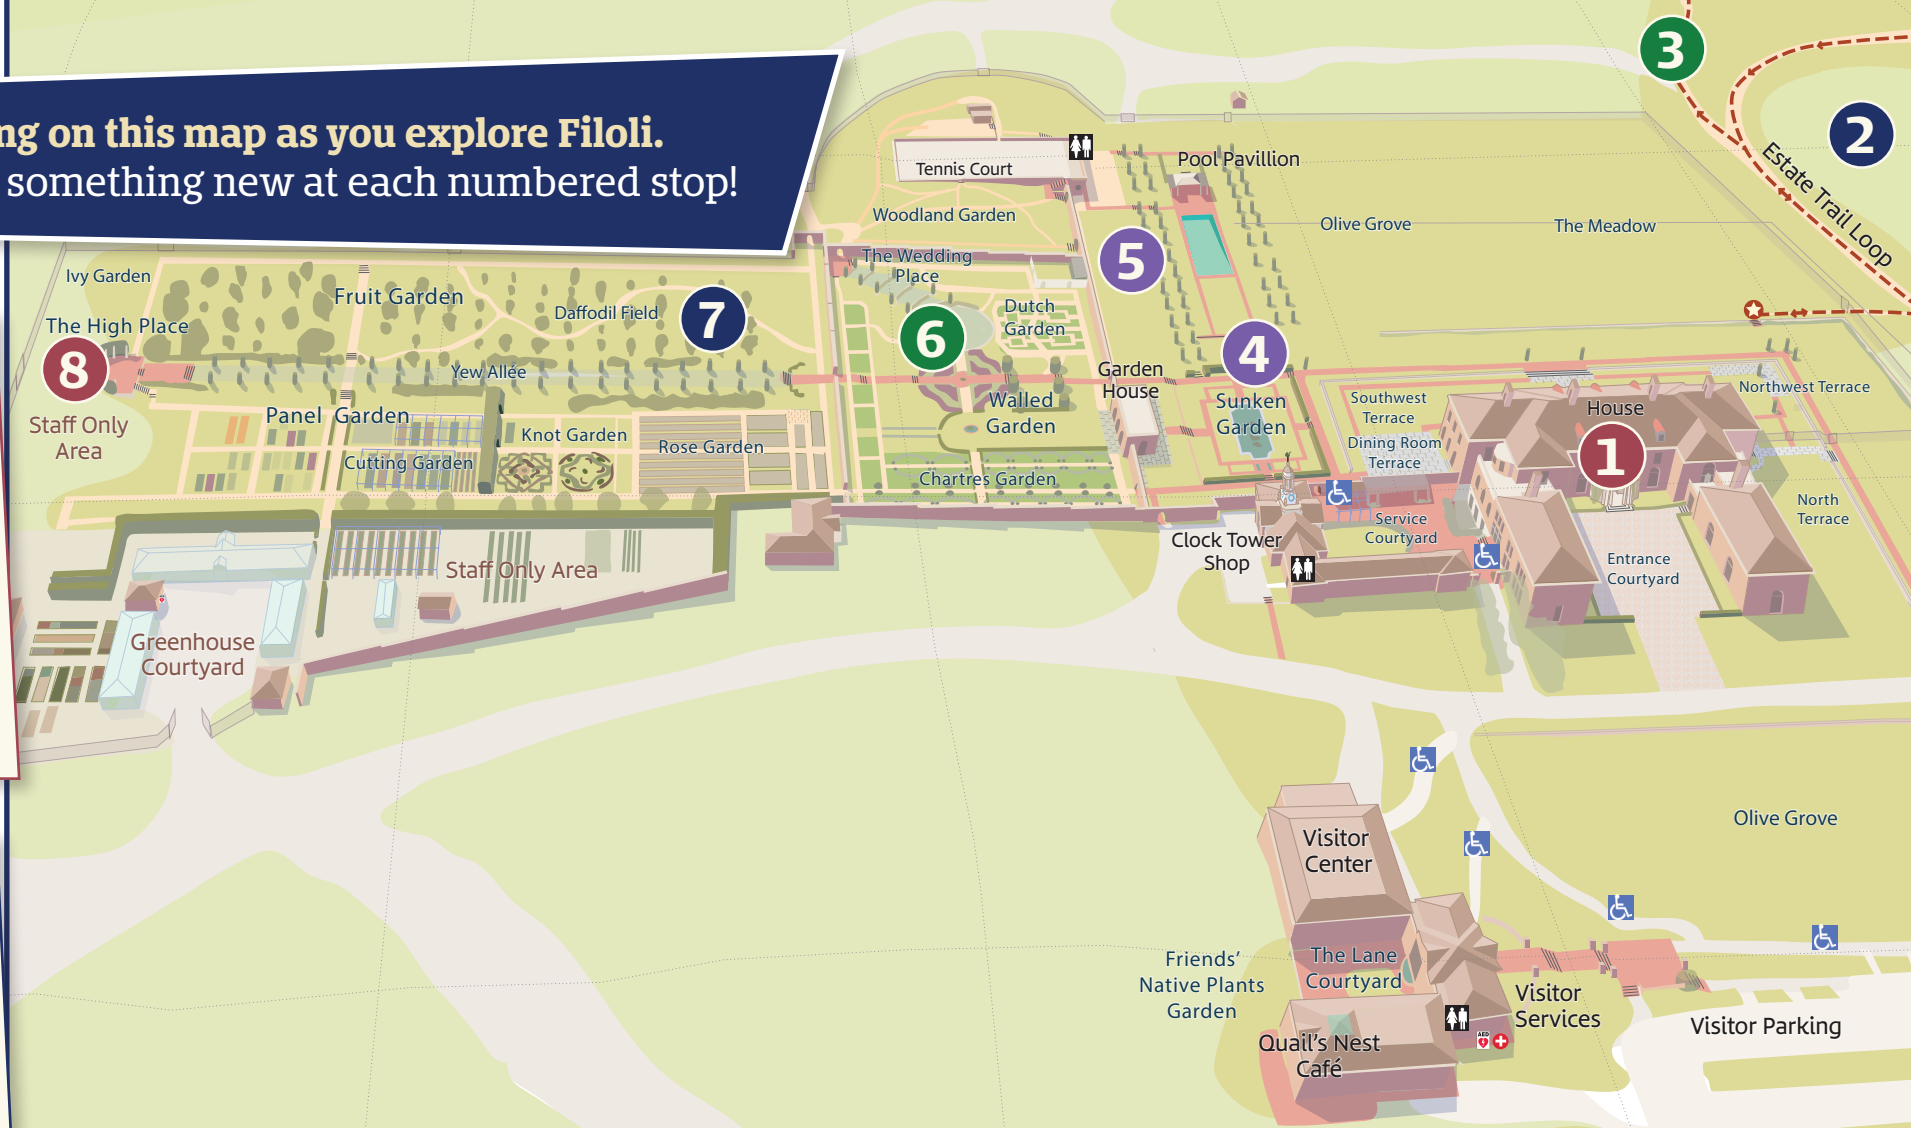 ng on this map as you explore Filoli.
something new at each numbered stop!
3
2
Estate Trail Loop
Tennis Court
Pool Pavillion
Woodland Garden
Olive Grove
The Meadow
The Wedding
Place
5
Ivy Garden
Fruit Garden
Daffodil Field
7
Dutch
Garden
6
4
The High Place
8
Yew Allée
Garden
House
Staff Only
Area
Panel Garden
Knot Garden
Rose Garden
Cutting Garden
Walled
Garden
Chartres Garden
Sunken
Garden
Southwest
Terrace
Dining Room
Terrace
House
1
Northwest Terrace
North
Terrace
Service
Courtyard
Clock Tower
Shop
Entrance
Courtyard
Staff Only Area
Greenhouse
Courtyard
Visitor
Center
Olive Grove
Friends'
Native Plants
Garden
The Lane
Courtyard
Visitor
Services
Visitor Parking
Quail's Nest
Café
AED